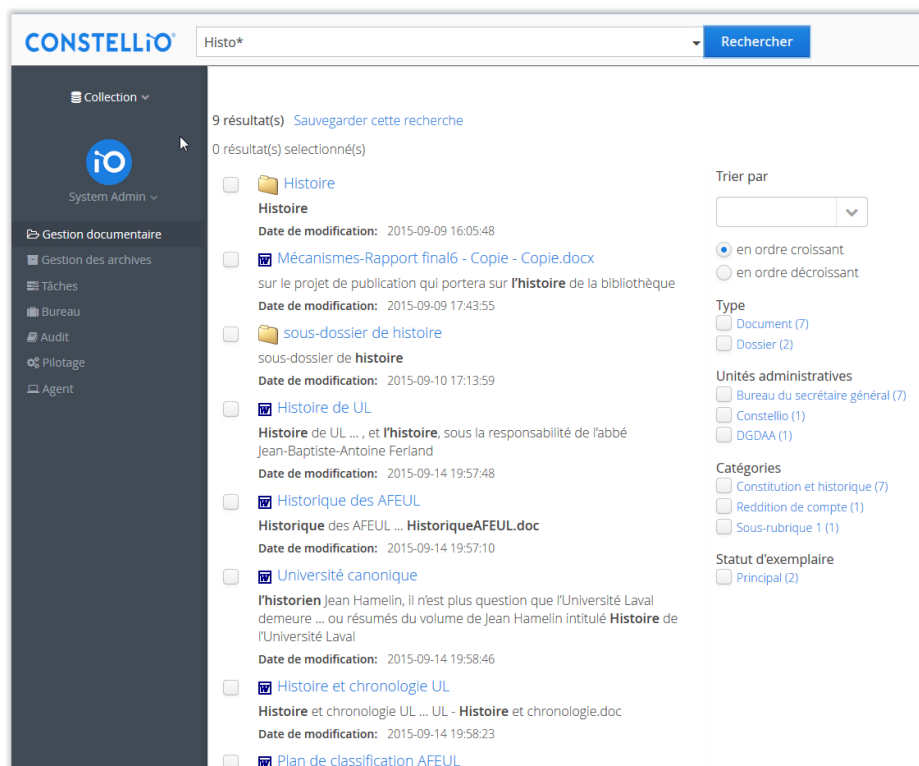 CONSTELLiO
Histo*
Rechercher
Collection
System Admin
Gestion documentaire
Gestion des archives
Tâches
Bureau
Audit
Pilotage
Agent
9 résultat(s) Sauvegarder cette recherche
0 résultat(s) selectionné(s)
Histoire
Histoire
Date de modification: 2015-09-09 16:05:48
Mécanismes-Rapport final6 - Copie - Copie.docx
sur le projet de publication qui portera sur l'histoire de la bibliothèque
Date de modification: 2015-09-09 17:43:55
sous-dossier de histoire
sous-dossier de histoire
Date de modification: 2015-09-10 17:13:59
Histoire de UL
Histoire de UL ... , et l'histoire, sous la responsabilité de l'abbé
Jean-Baptiste-Antoine Ferland
Date de modification: 2015-09-14 19:57:48
Historique des AFEUL
Historique des AFEUL ... HistoriqueAFEUL.doc
Date de modification: 2015-09-14 19:57:10
Université canonique
l'historien Jean Hamelin, il n'est plus question que l'Université Laval
demeure ... ou résumés du volume de Jean Hamelin intitulé Histoire de
l'Université Laval
Date de modification: 2015-09-14 19:58:46
Histoire et chronologie UL
Histoire et chronologie UL ... UL - Histoire et chronologie.doc
Date de modification: 2015-09-14 19:58:23
Plan de classification AFEUL
Trier par
en ordre croissant
en ordre décroissant
Type
Document (7)
Dossier (2)
Unités administratives
Bureau du secrétaire général (7)
Constellio (1)
DGDAA (1)
Catégories
Constitution et historique (7)
Reddition de compte (1)
Sous-rubrique 1 (1)
Statut d'exemplaire
Principal (2)